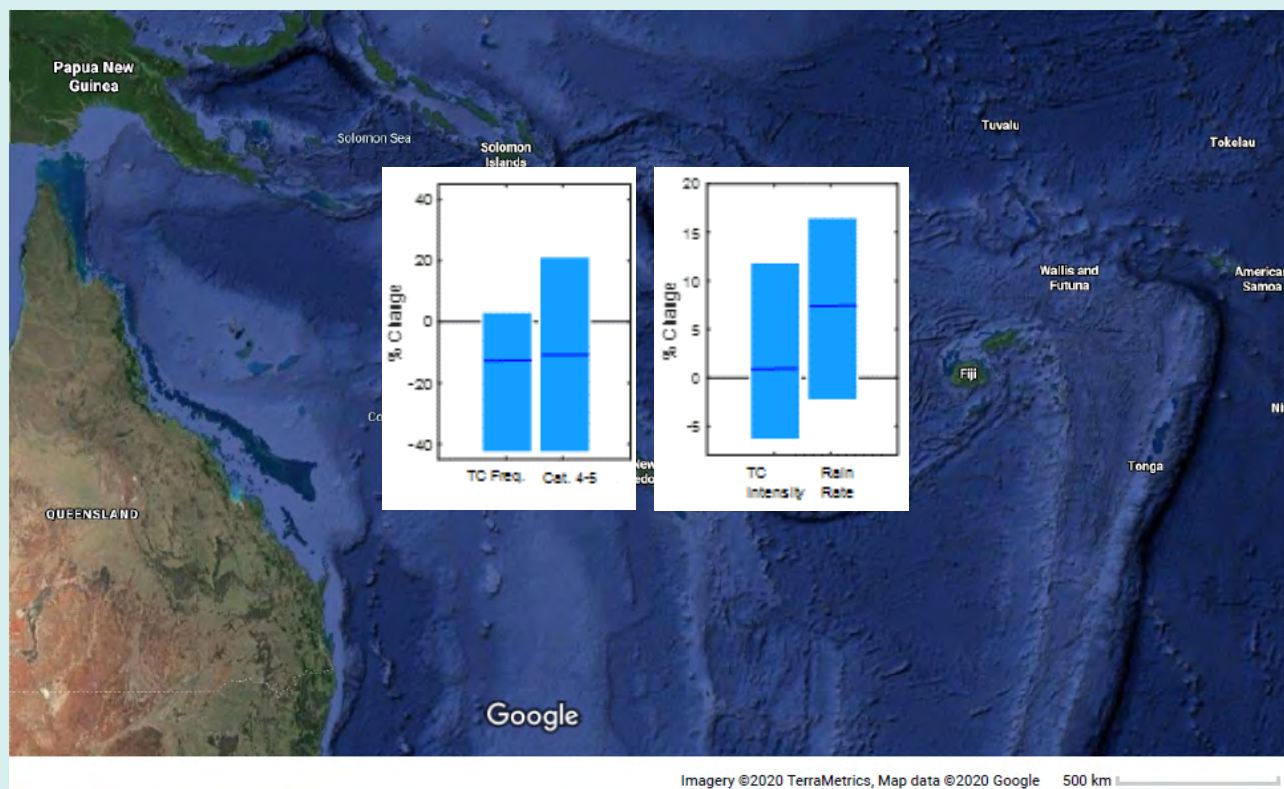 Papua New
Guinea
Solomon Sea
Solomon
Islands
Tuvalu
Tokelau
Wallis and
Futuna
American
Samoa
Fiji
Tonga
QUEENSLAND
40
20
0
-20
-40
% Change
TC Freq.
Cat. 4-5
20
15
10
5
0
-5
% Change
TC
Intensity
Rain
Rate
Google
Imagery ©2020 TerraMetrics, Map data ©2020 Google 500 km